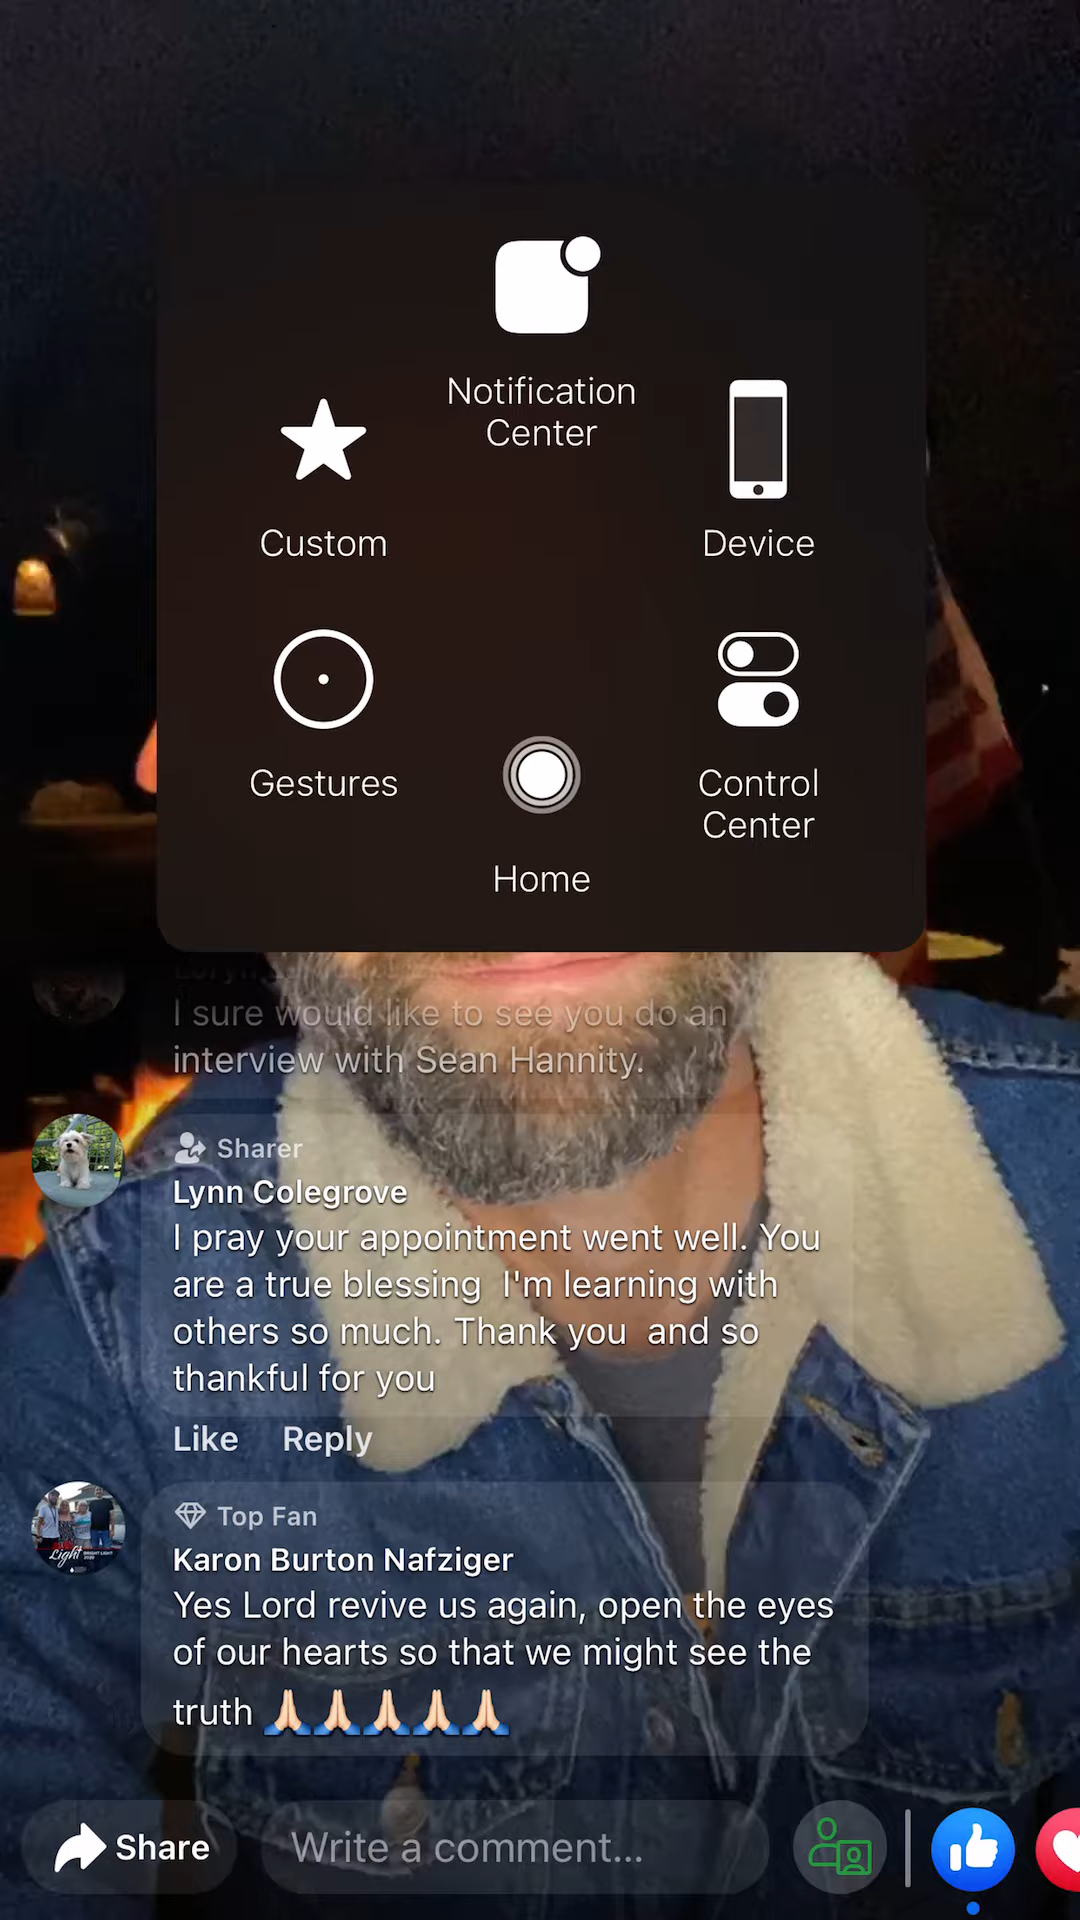 Notification
Center
Custom
Device
Gestures
Control
Center
Home
I sure would like to see you do an
interview with Sean Hannity.
Sharer
Lynn Colegrove
I pray your appointment went well. You
are a true blessing  I'm learning with
others so much. Thank you  and so
thankful for you
Like Reply
Top Fan
Light
Karon Burton Nafziger
Yes Lord revive us again, open the eyes
of our hearts so that we might see the
truth 🙏🏻🙏🏻🙏🏻🙏🏻🙏🏻
Share
Write a comment...